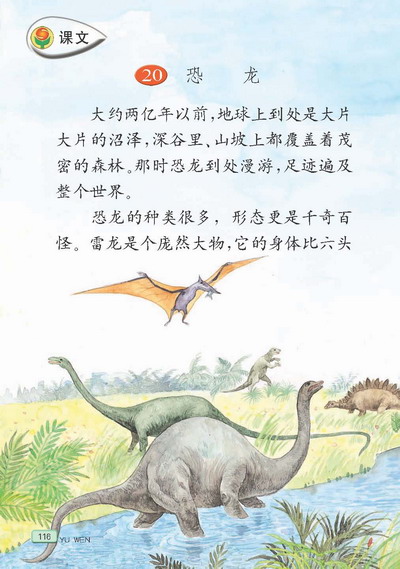 课文
20 恐 龙
大约两亿年以前,地球上到处是大片
大片的沼泽,深谷里、山坡上都覆盖着茂
密的森林。那时恐龙到处漫游,足迹遍及
整个世界。
恐龙的种类很多，形态更是千奇百
怪。雷龙是个庞然大物,它的身体比六头
116
YU WEN